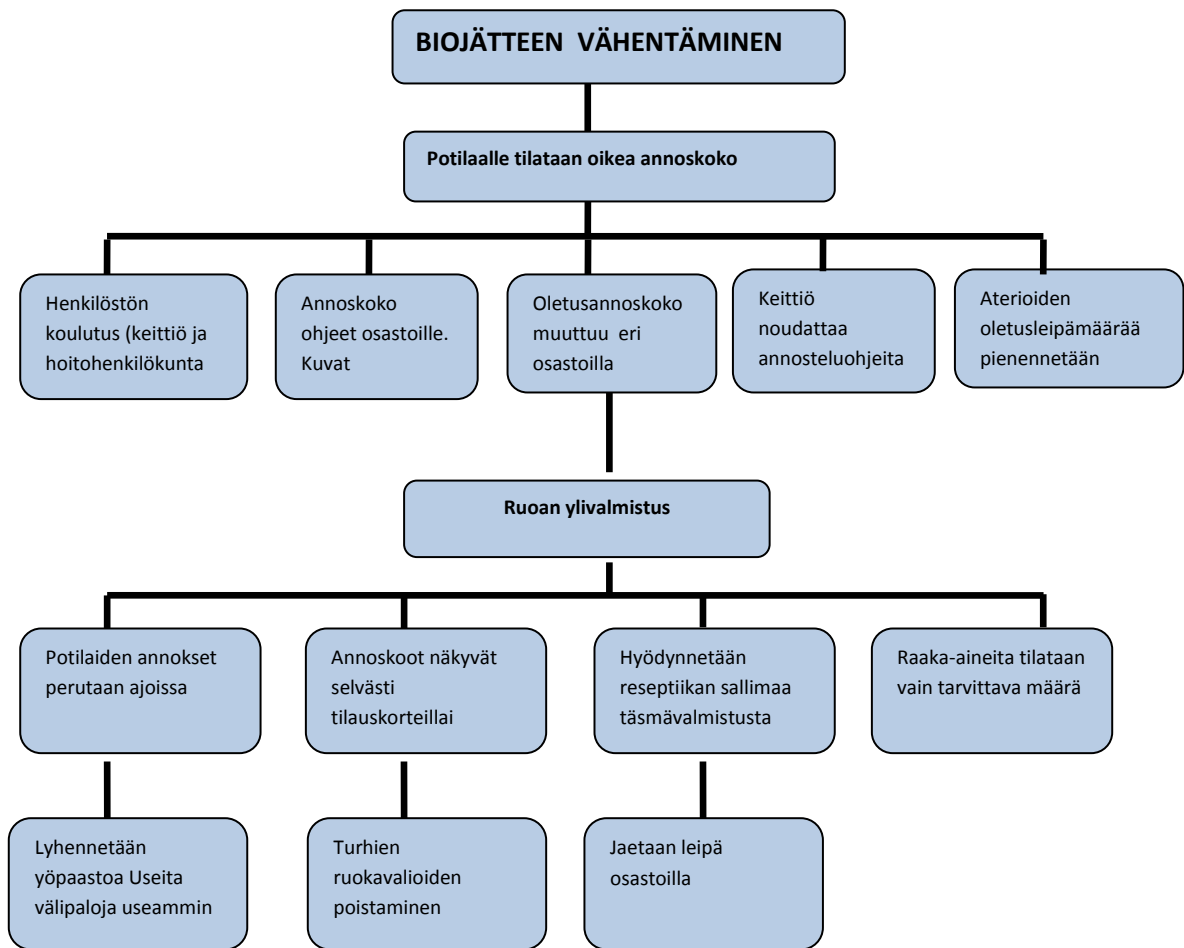 BIOJÄTTEEN VÄHENTÄMINEN
Potilaalle tilataan oikea annoskoko
Henkilöstön
koulutus (keittiö ja
hoitohenkilökunta
Annoskoko
ohjeet osastoille.
Kuvat
Oletusannoskoko
muuttuu eri
osastoilla
Keittiö
noudattaa
annosteluohjeita
Aterioiden
oletusleipämäärää
pienennetään
Ruoan ylivalmistus
Potilaiden annokset
perutaan ajoissa
Annoskoot näkyvät
selvästi
tilauskorteillai
Hyödynnetään
reseptiikan sallimaa
täsmävalmistusta
Raaka-aineita tilataan
vain tarvittava määrä
Lyhennetään
yöpaastoa Useita
välipaloja useammin
Turhien
ruokavalioiden
poistaminen
Jaetaan leipä
osastoilla